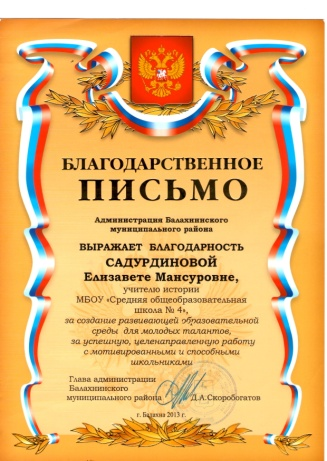 БЛАГОДАРСТВЕННОЕ
ПИСЬМО
Администрация Балахнинского
муниципального района
ВЫРАЖАЕТ БЛАГОДАРНОСТЬ
САДУРДИНОВОЙ
Елизавете Мансуровне,
учителю истории
МБОУ «Средняя общеобразовательная
школа № 4»,
за создание развивающей образовательной
среды для молодых талантов,
за успешную, целенаправленную работу
с мотивированными и способными
школьниками
Глава администрации
Балахнинского
муниципального района Д.А.Скоробогатов
г. Балахна 2013 г.